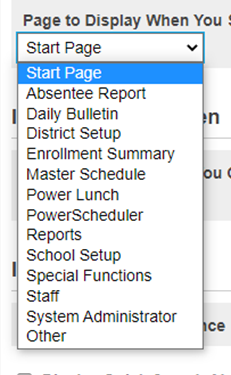 Page to Display When You
Start Page
Start Page
Absentee Report
Daily Bulletin
District Setup
Enrollment Summary
Master Schedule
Power Lunch
PowerScheduler
Reports
School Setup
Special Functions
Staff
System Administrator
Other